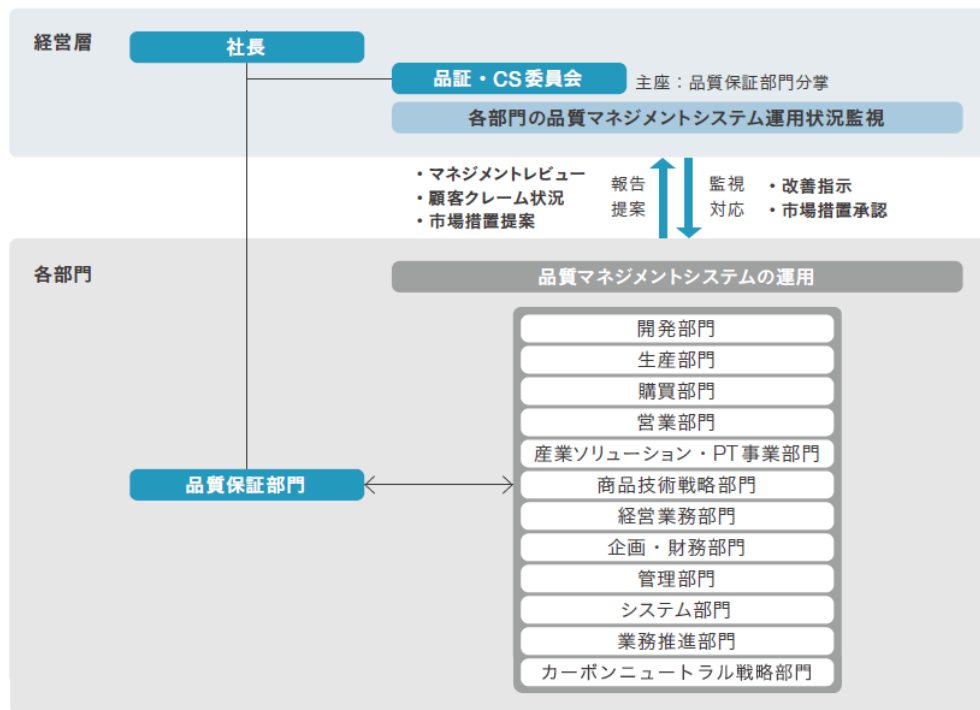 経営層
社長
品証・CS委員会
主座：品質保証部門分掌
各部門の品質マネジメントシステム運用状況監視
・マネジメントレビュー
・顧客クレーム状況
・市場措置提案
報告
提案
監視
対応
・改善指示
・市場措置承認
各部門
品質マネジメントシステムの運用
開発部門
生産部門
購買部門
営業部門
産業ソリューション・PT事業部門
品質保証部門
商品技術戦略部門
経営業務部門
企画・財務部門
管理部門
システム部門
業務推進部門
カーボンニュートラル戦略部門